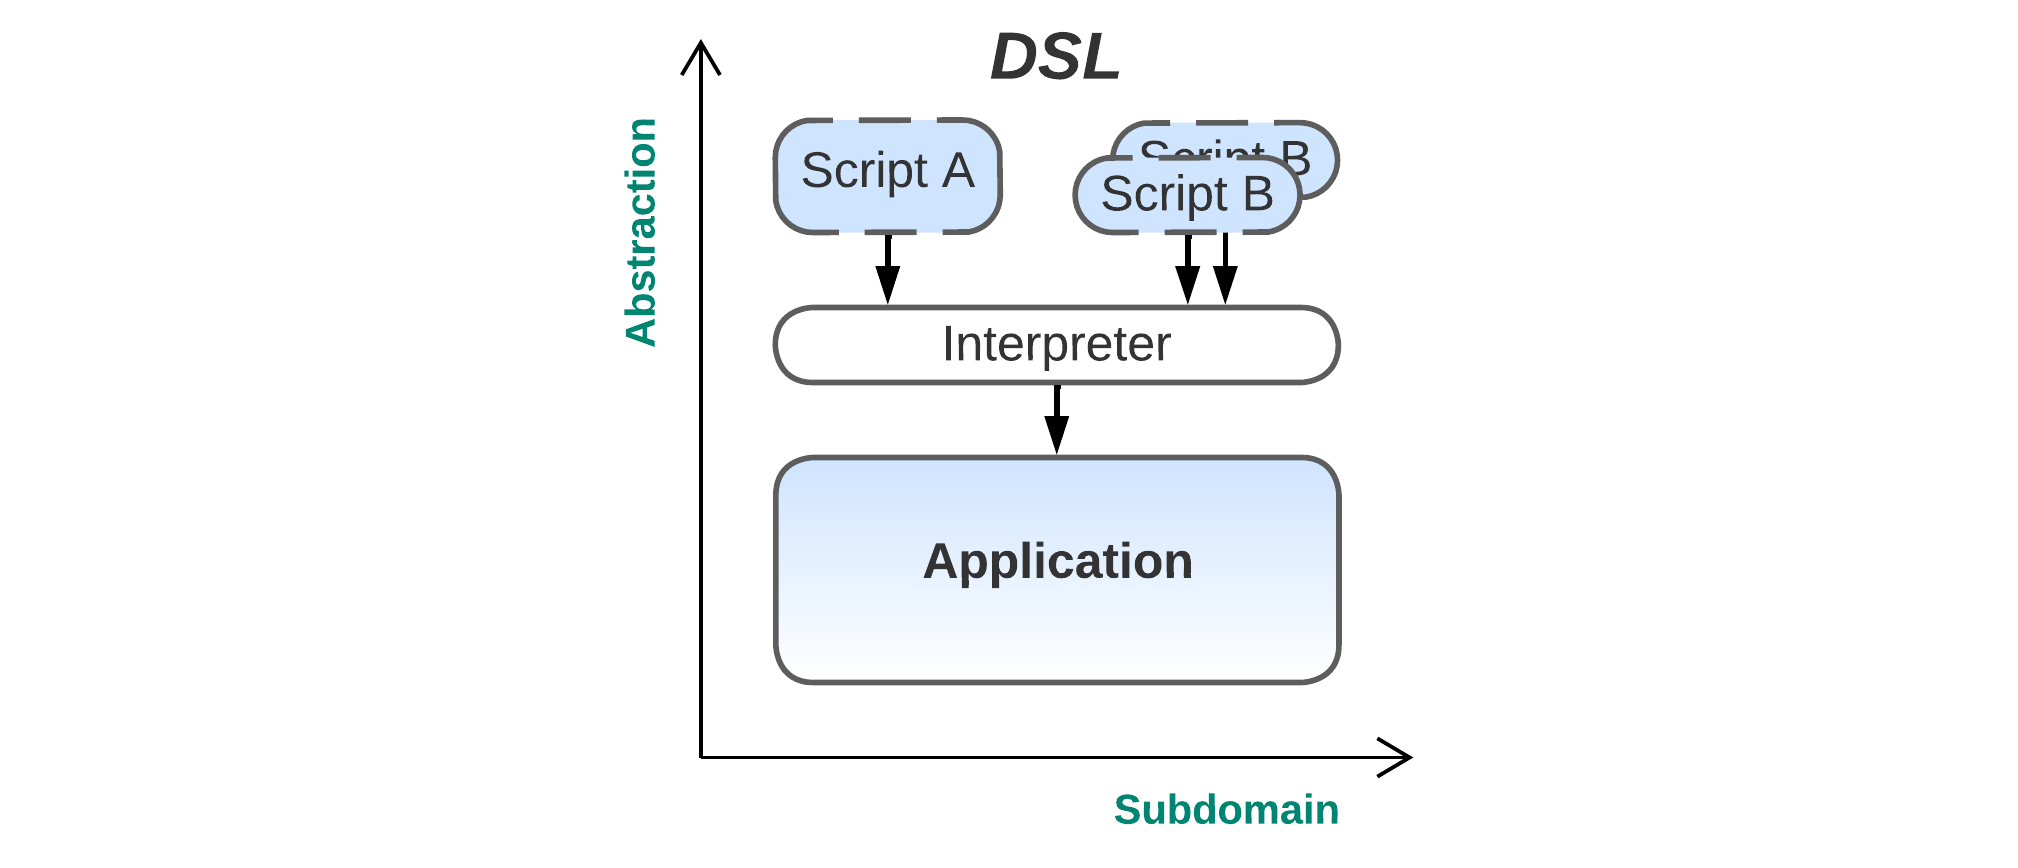 DSL
Abstraction
Script A
Script B
Script B
Interpreter
Application
Subdomain